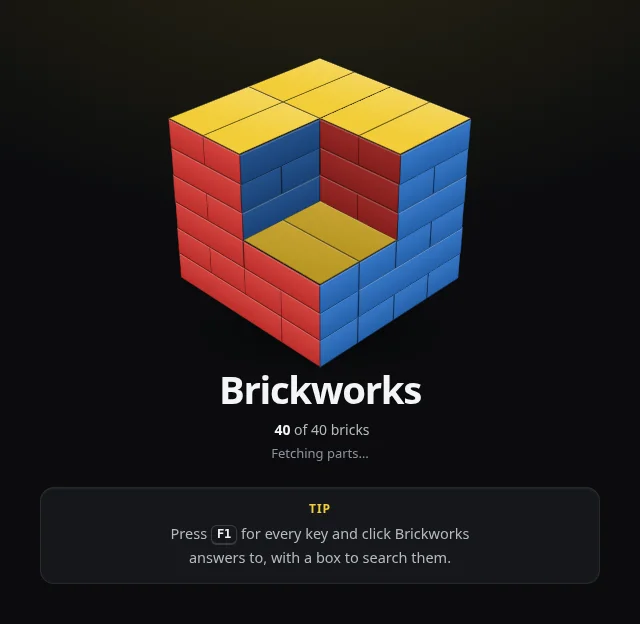 Brickworks
40 of 40 bricks
Fetching parts...
TIP
Press F1 for every key and click Brickworks
answers to, with a box to search them.